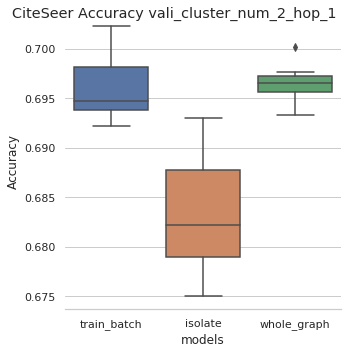 CiteSeer Accuracy vali_cluster_num_2_hop_1
0.700
0.695
0.690
0.685
0.680
0.675
Accuracy
train_batch isolate whole_graph
models